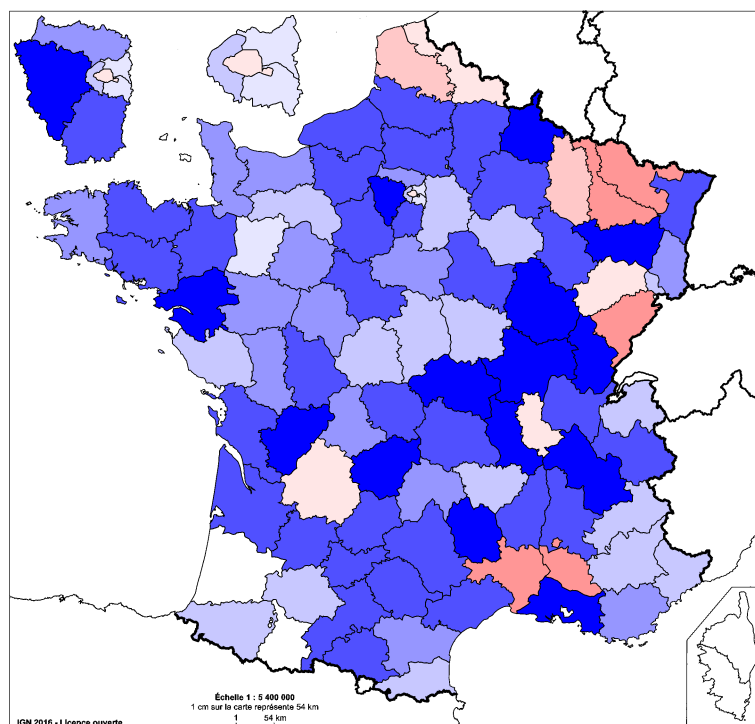 Échelle 1 : 5 400 000
1 cm sur la carte représente 54 km
1 54 km
IGN 2016 - Licence ouverte